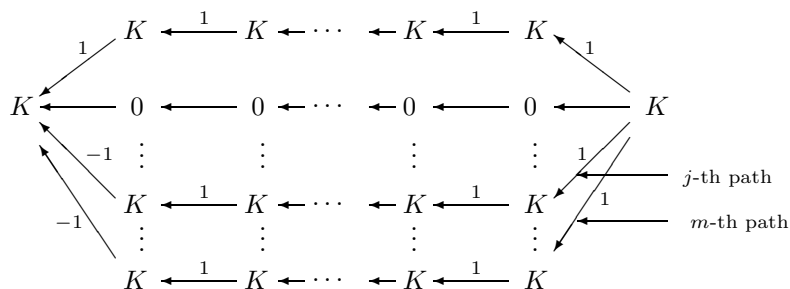 K 1 K ··· K 1 K
1 1
K 0 0 ··· 0 0 K
⋮ ⋮ ⋮ ⋮
−1 1
j-th path
K 1 K ··· K 1 K
1
−1 m-th path
⋮ ⋮ ⋮ ⋮
K 1 K ··· K 1 K